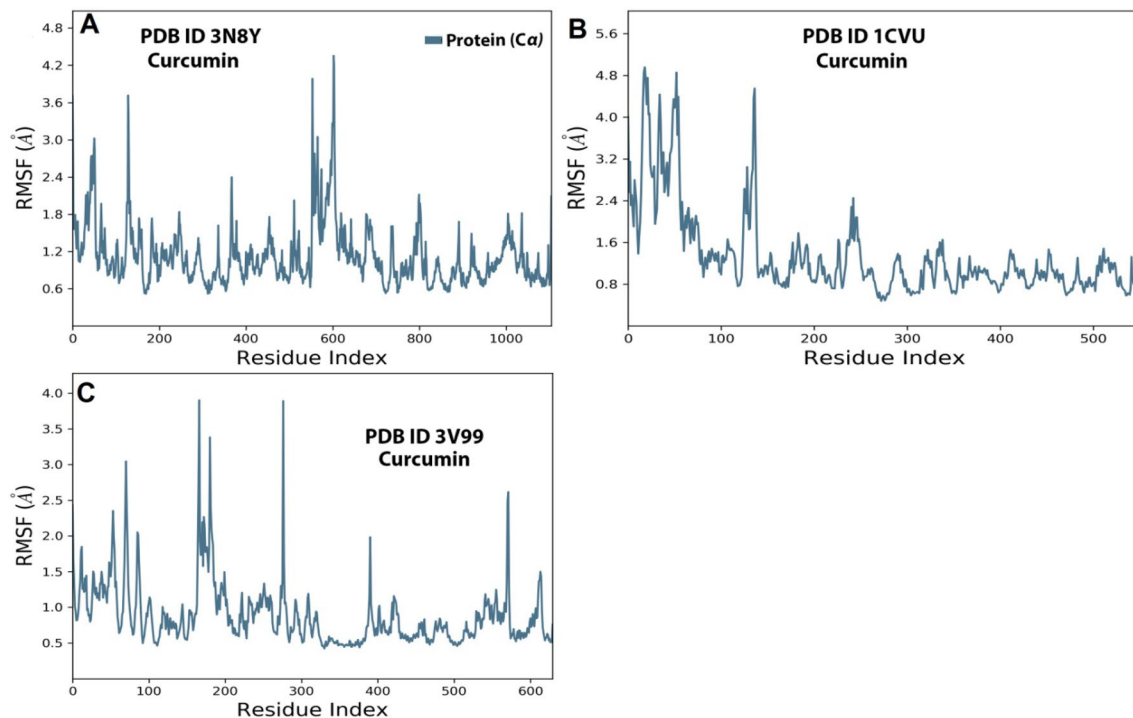 A
PDB ID 3N8Y
Curcumin
Protein (Cα)
4.8
4.2
3.6
3.0
2.4
1.8
1.2
0.6
RMSF (Å)
0 200 400 600 800 1000
Residue Index
B
PDB ID 1CVU
Curcumin
5.6
4.8
4.0
3.2
2.4
1.6
0.8
RMSF (Å)
0 100 200 300 400 500
Residue Index
C
PDB ID 3V99
Curcumin
4.0
3.5
3.0
2.5
2.0
1.5
1.0
0.5
RMSF (Å)
0 100 200 300 400 500 600
Residue Index